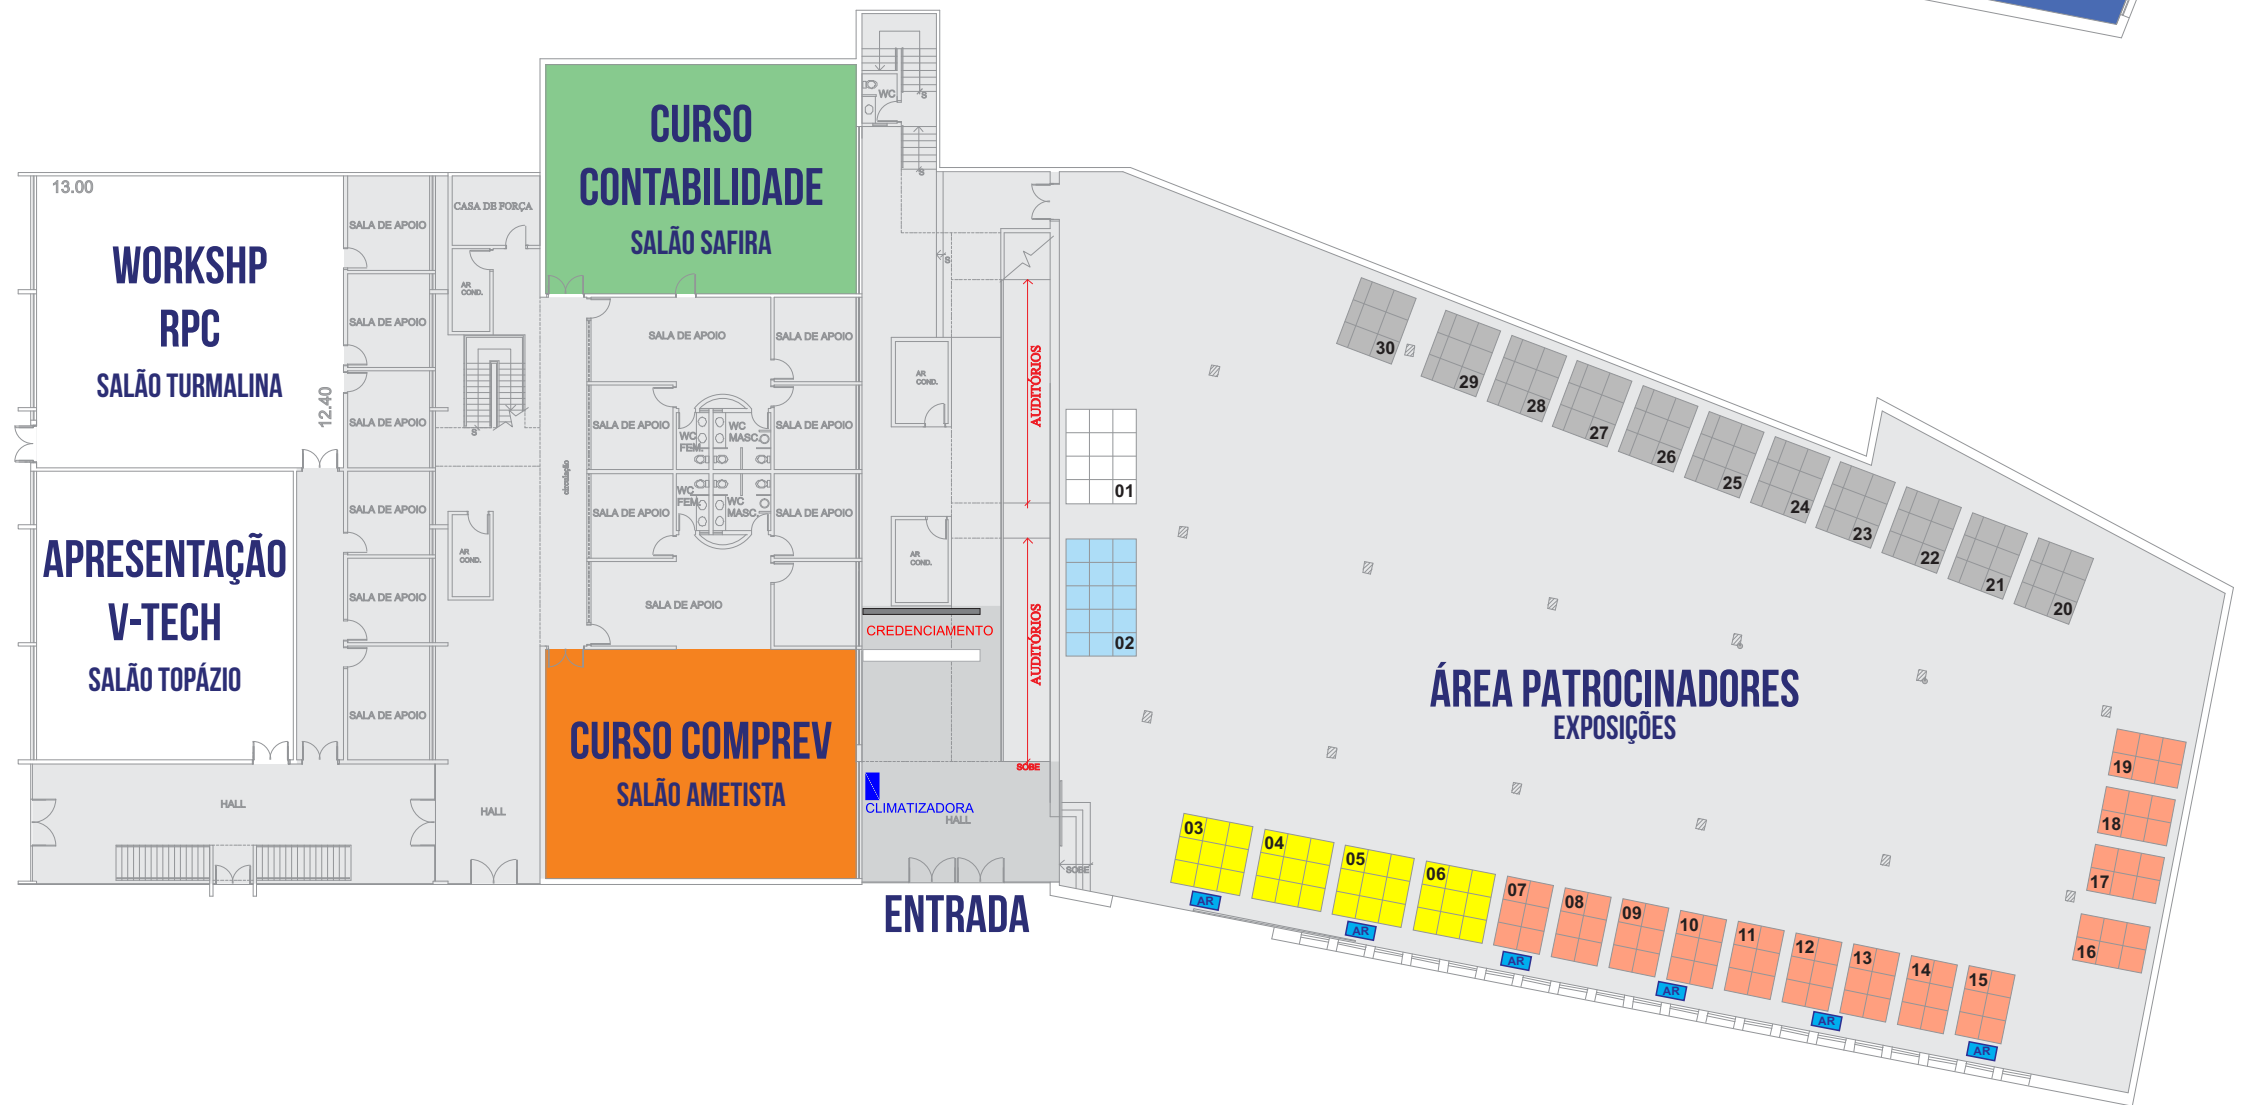 CURSO
CONTABILIDADE
SALÃO SAFIRA
WC
S
S
13.00
WORKSHP
RPC
SALÃO TURMALINA
12.40
SALA DE APOIO
SALA DE APOIO
SALA DE APOIO
SALA DE APOIO
SALA DE APOIO
SALA DE APOIO
CASA DE FORÇA
AR
COND.
S
AR
COND.
circulação
SALA DE APOIO
SALA DE APOIO
SALA DE APOIO
SALA DE APOIO
WC
FEM.
WC
MASC.
WC
FEM.
WC
MASC.
SALA DE APOIO
SALA DE APOIO
SALA DE APOIO
S
AR
COND.
AR
COND.
AUDITÓRIOS
AUDITÓRIOS
SOBE
CREDENCIAMENTO
APRESENTAÇÃO
V-TECH
SALÃO TOPÁZIO
CURSO COMPREV
SALÃO AMETISTA
CLIMATIZADORA
HALL
HALL
HALL
SOBE
ENTRADA
ÁREA PATROCINADORES
EXPOSIÇÕES
01
02
03
04
05
06
07
08
09
10
11
12
13
14
15
16
17
18
19
20
21
22
23
24
25
26
27
28
29
30
AR
AR
AR
AR
AR
AR